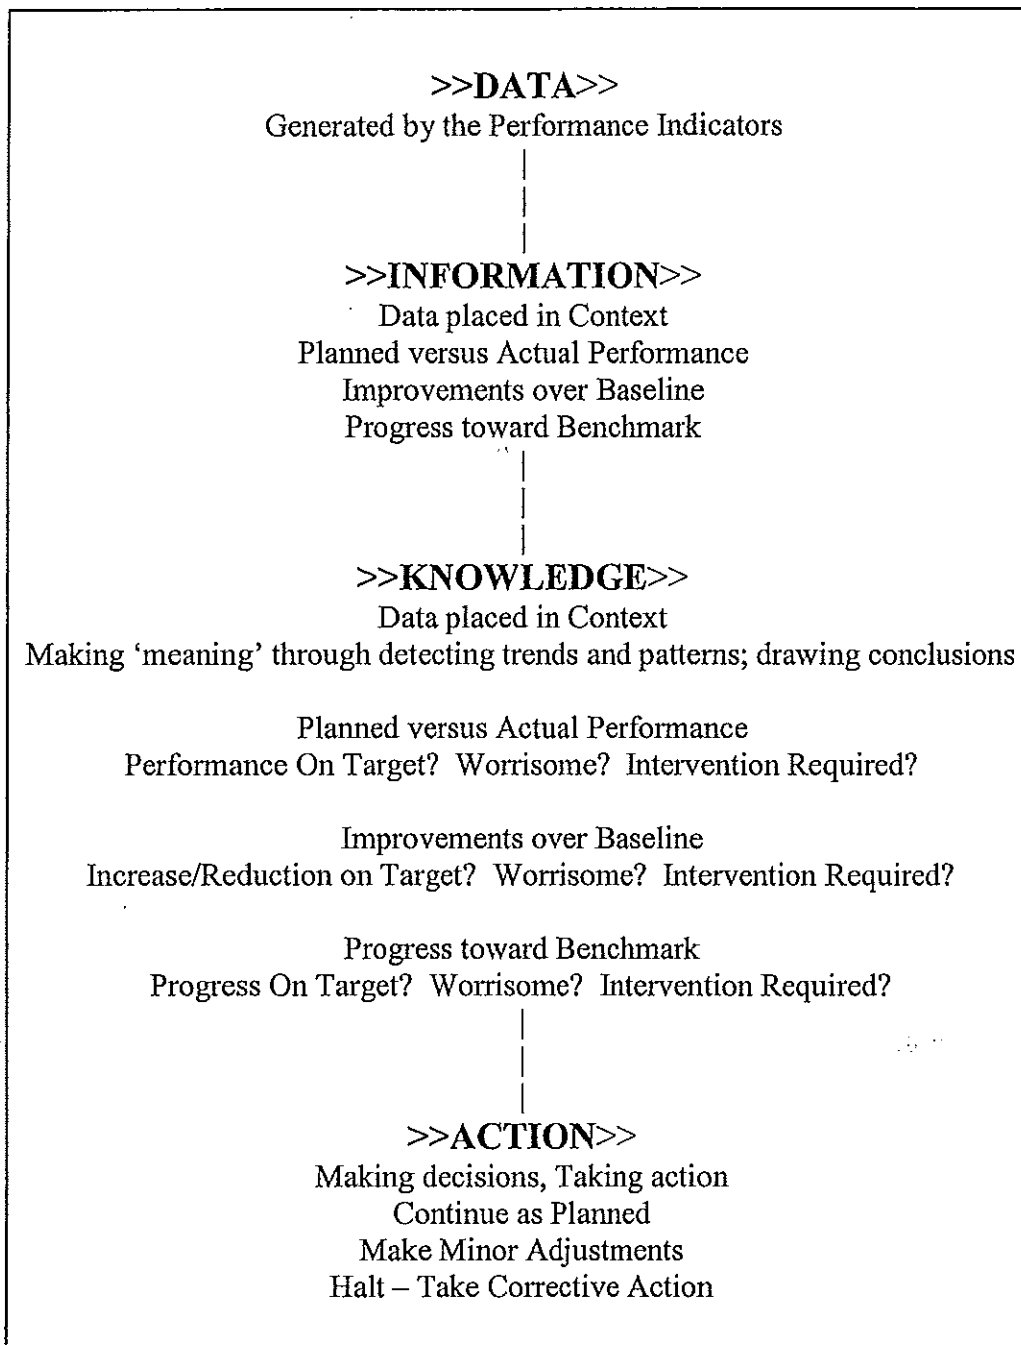 >>DATA>>
Generated by the Performance Indicators
>>INFORMATION>>
Data placed in Context
Planned versus Actual Performance
Improvements over Baseline
Progress toward Benchmark
>>KNOWLEDGE>>
Data placed in Context
Making ‘meaning’ through detecting trends and patterns; drawing conclusions
Planned versus Actual Performance
Performance On Target? Worrisome? Intervention Required?
Improvements over Baseline
Increase/Reduction on Target? Worrisome? Intervention Required?
Progress toward Benchmark
Progress On Target? Worrisome? Intervention Required?
>>ACTION>>
Making decisions, Taking action
Continue as Planned
Make Minor Adjustments
Halt – Take Corrective Action